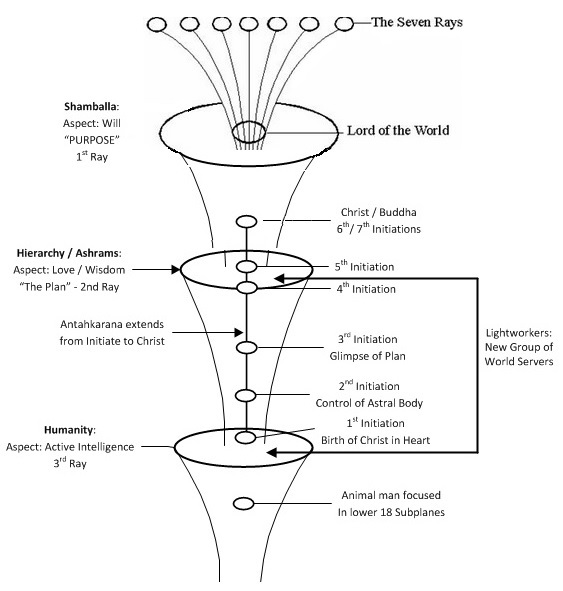 The Seven Rays
Shamballa:
Aspect: Will
"PURPOSE"
1st Ray
Lord of the World
Christ / Buddha
6th/ 7th Initiations
Hierarchy / Ashrams:
Aspect: Love / Wisdom
"The Plan" - 2nd Ray
5th Initiation
4th Initiation
Antahkarana extends
from Initiate to Christ
3rd Initiation
Glimpse of Plan
Lightworkers:
New Group of
World Servers
2nd Initiation
Control of Astral Body
1st Initiation
Birth of Christ in Heart
Humanity:
Aspect: Active Intelligence
3rd Ray
Animal man focused
In lower 18 Subplanes